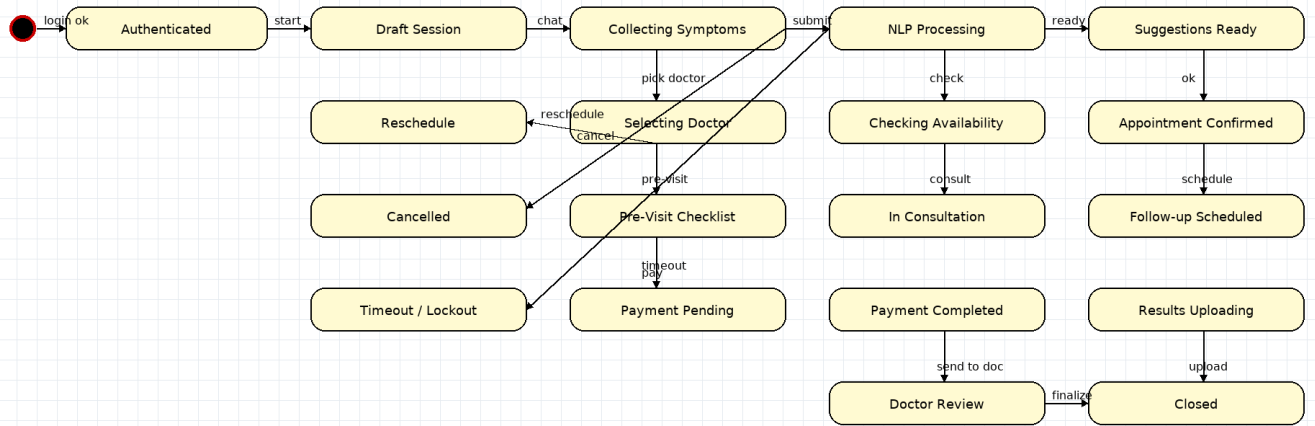 login ok
Authenticated
start
Draft Session
chat
Collecting Symptoms
submit
NLP Processing
ready
Suggestions Ready
pick doctor
check
ok
Reschedule
reschedule
cancel
Selecting Doctor
Checking Availability
Appointment Confirmed
pre-visit
consult
schedule
Cancelled
Pre-Visit Checklist
In Consultation
Follow-up Scheduled
timeout
pay
Timeout / Lockout
Payment Pending
Payment Completed
Results Uploading
send to doc
upload
Doctor Review
finalize
Closed